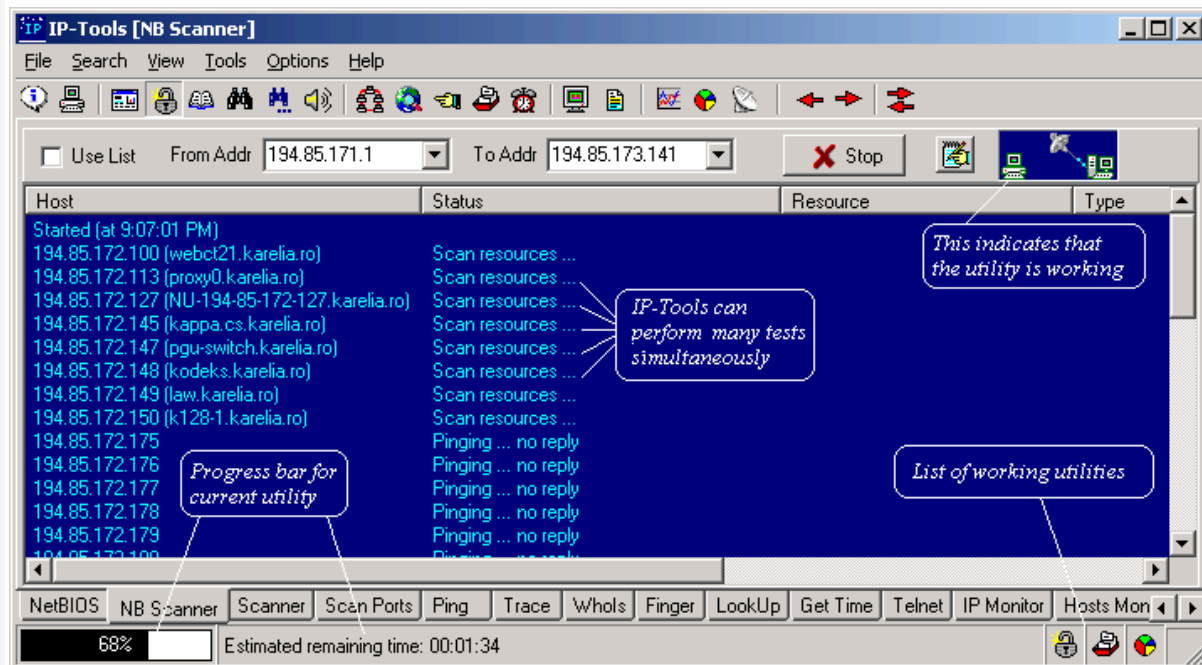 IP-Tools [NB Scanner]
File Search View Tools Options Help
Use List From Addr 194.85.171.1 To Addr 194.85.173.141 Stop
Host Status Resource Type
Started (at 9:07:01 PM)
194.85.172.100 (webct21.karelia.ro) Scan resources ...
194.85.172.113 (proxy0.karelia.ro) Scan resources ...
194.85.172.127 (NU-194-85-172-127.karelia.ro) Scan resources ...
194.85.172.145 (kappa.cs.karelia.ro) Scan resources ...
194.85.172.147 (pgu-switch.karelia.ro) Scan resources ...
194.85.172.148 (kodeks.karelia.ro) Scan resources ...
194.85.172.149 (law.karelia.ro) Scan resources ...
194.85.172.150 (k128-1.karelia.ro) Scan resources ...
194.85.172.175 Pinging ... no reply
194.85.172.176 Pinging ... no reply
194.85.172.177 Pinging ... no reply
194.85.172.178 Pinging ... no reply
194.85.172.179 Pinging ... no reply
This indicates that
the utility is working
IP-Tools can
perform many tests
simultaneously
Progress bar for
current utility
List of working utilities
NetBIOS NB Scanner Scanner Scan Ports Ping Trace WhoIs Finger LookUp Get Time Telnet IP Monitor Hosts Mon
68% Estimated remaining time: 00:01:34